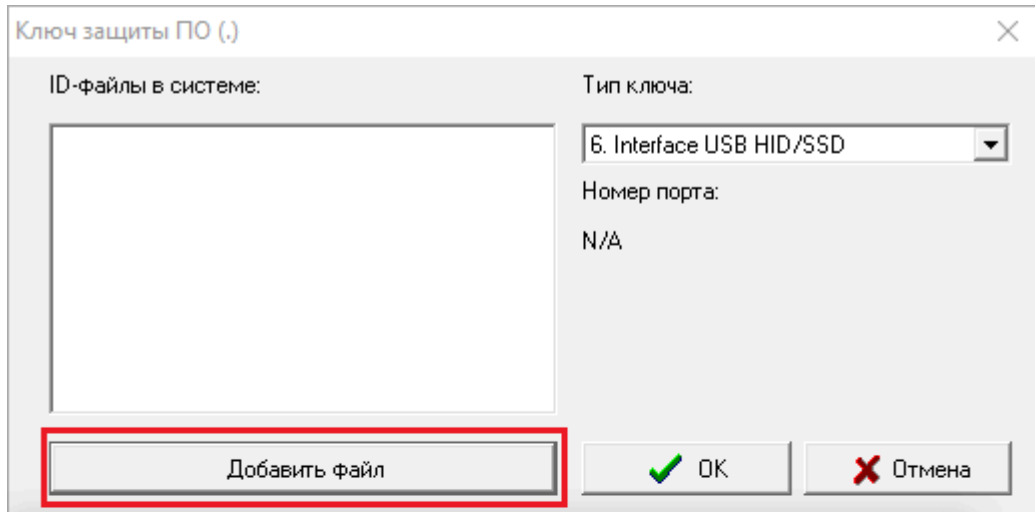 Ключ защиты ПО (.)
ID-файлы в системе:
Тип ключа:
6. Interface USB HID/SSD
Номер порта:
N/A
Добавить файл
OK
Отмена